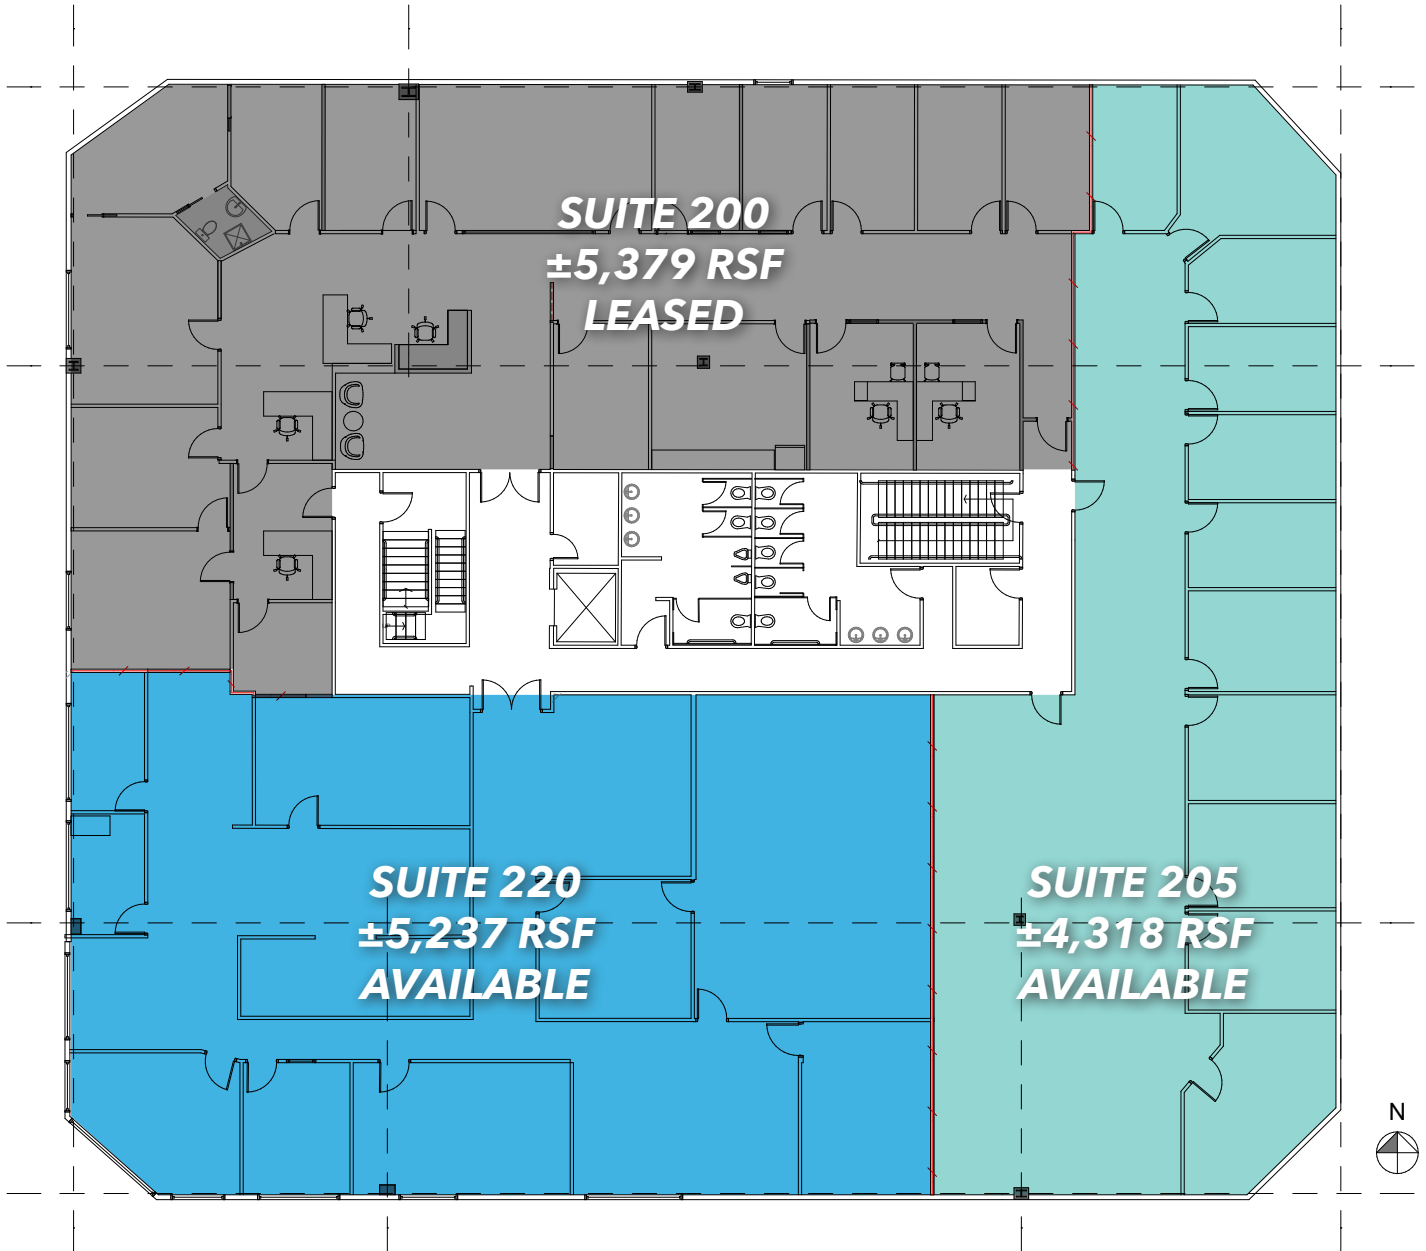 SUITE 200
±5,379 RSF
LEASED
SUITE 220
±5,237 RSF
AVAILABLE
SUITE 205
±4,318 RSF
AVAILABLE
N